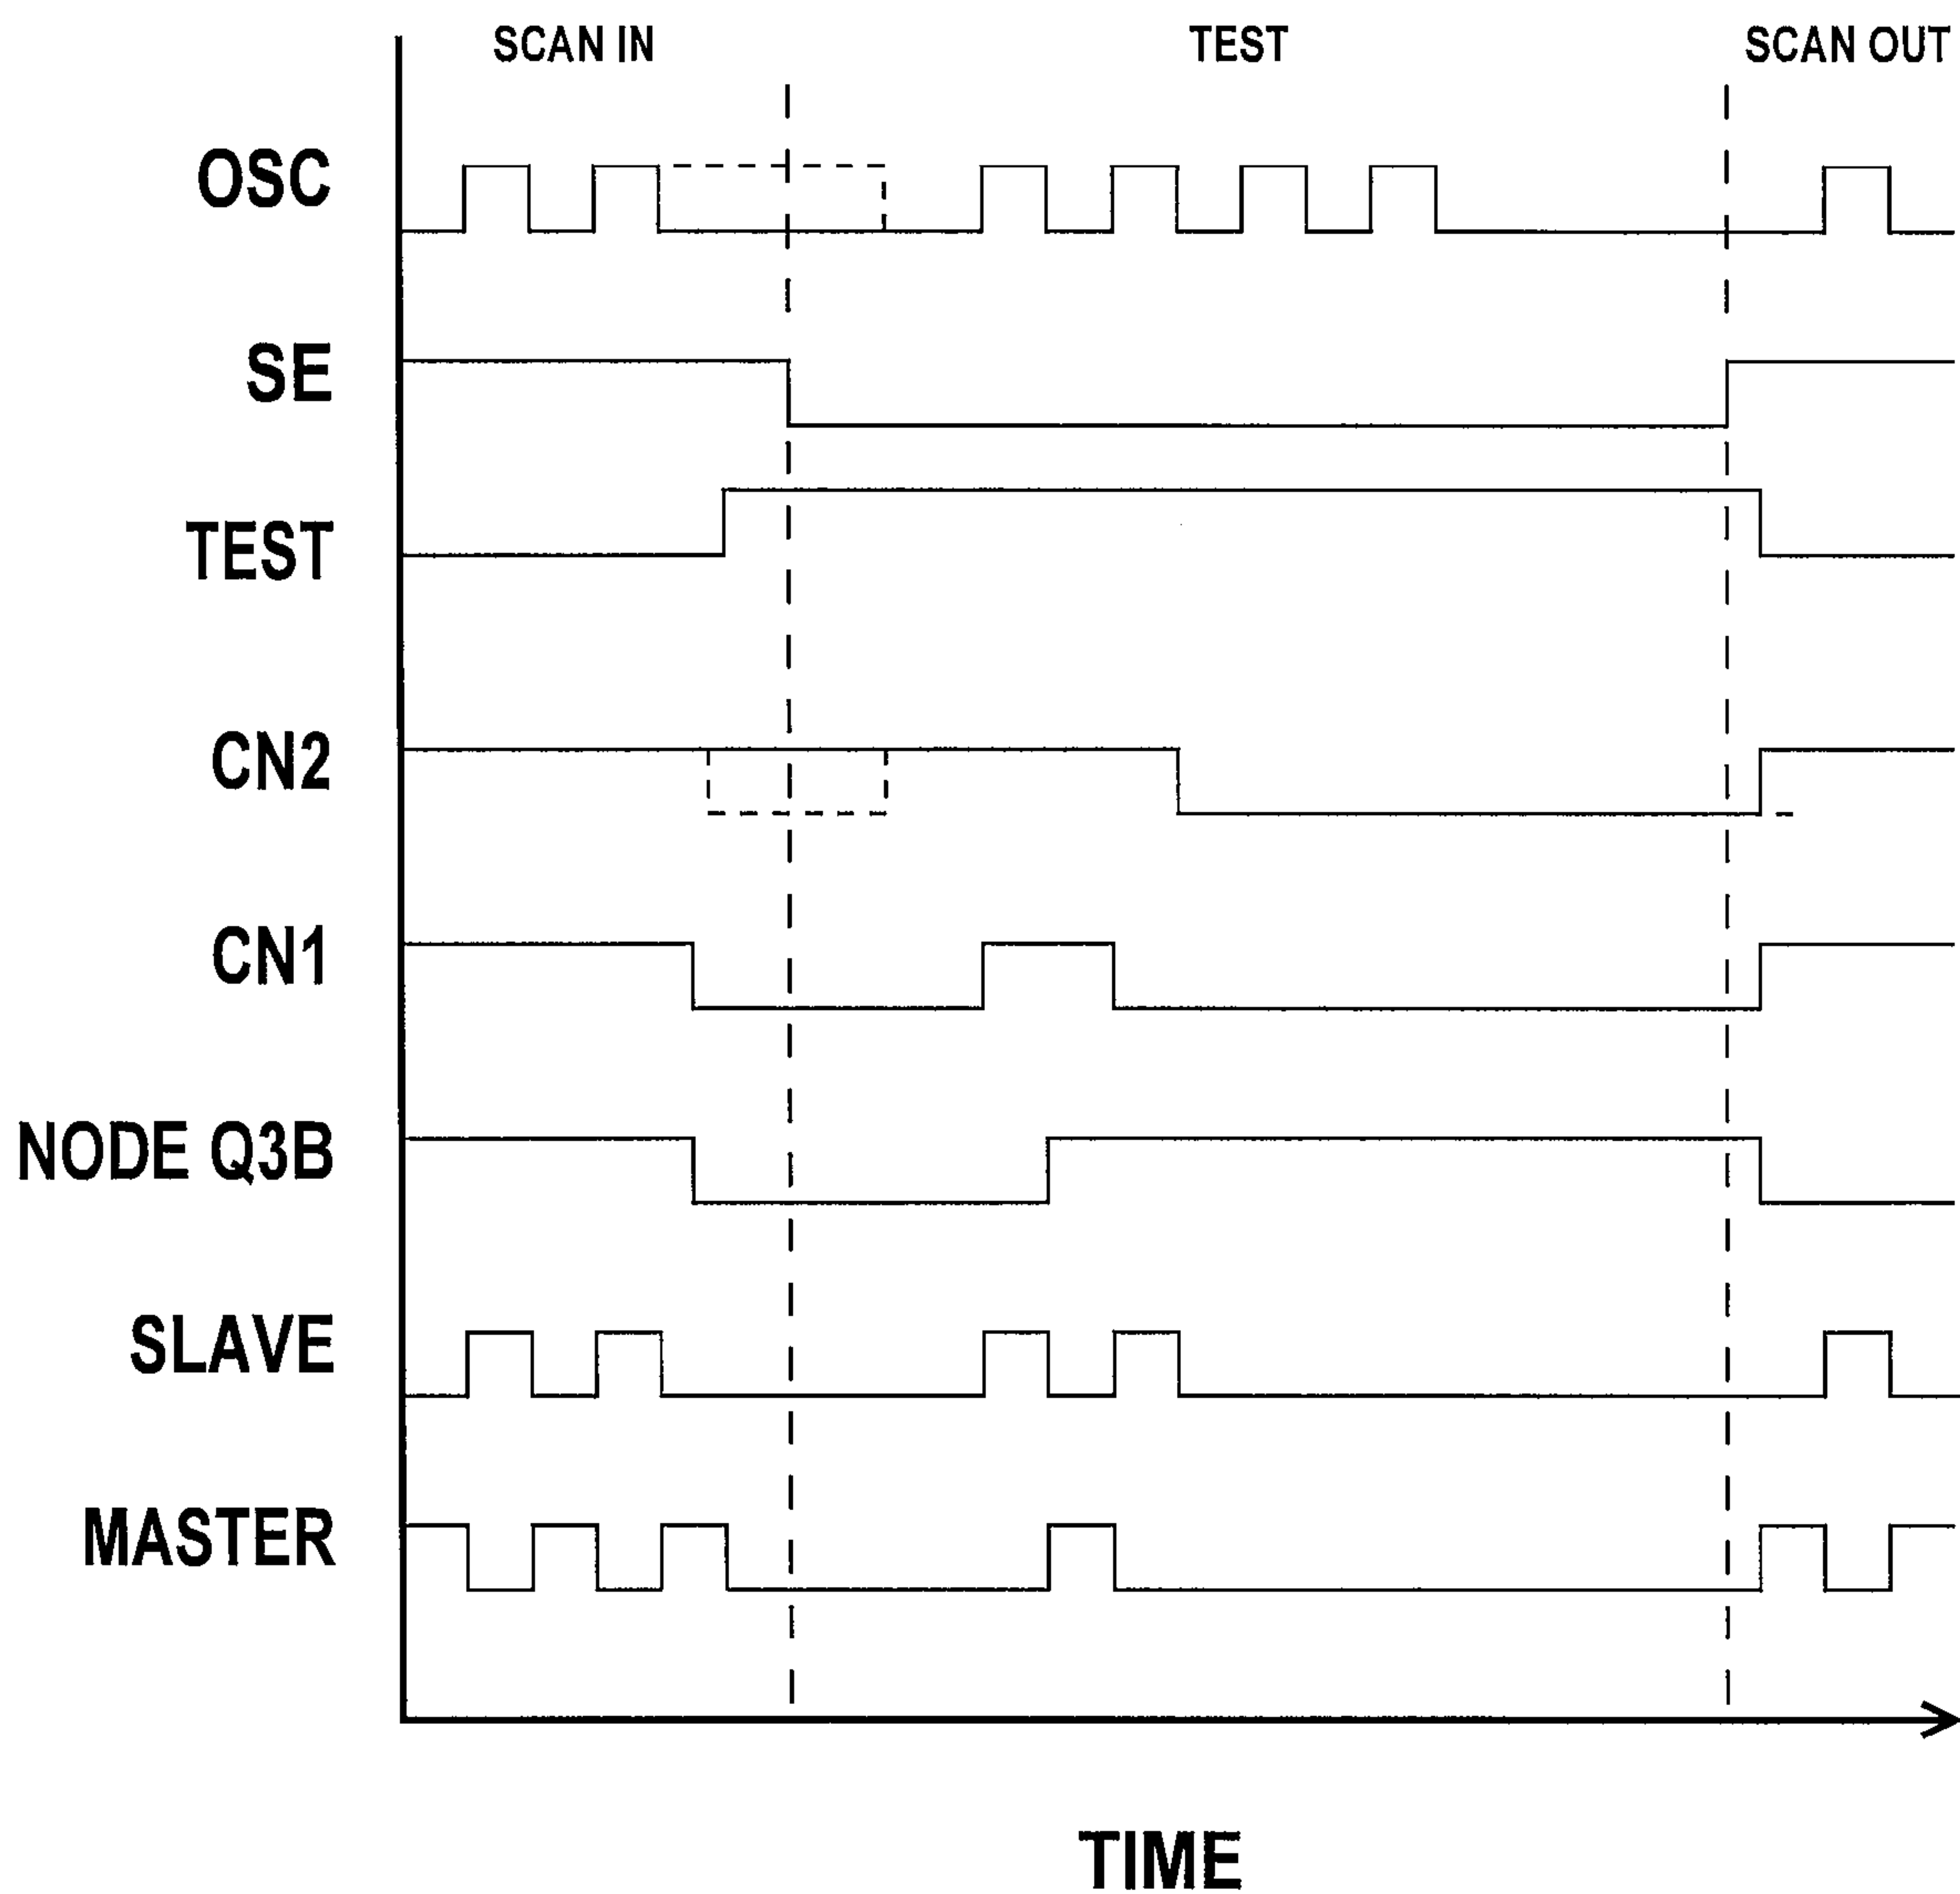 SCAN IN
TEST
SCAN OUT
OSC
SE
TEST
CN2
CN1
NODE Q3B
SLAVE
MASTER
TIME